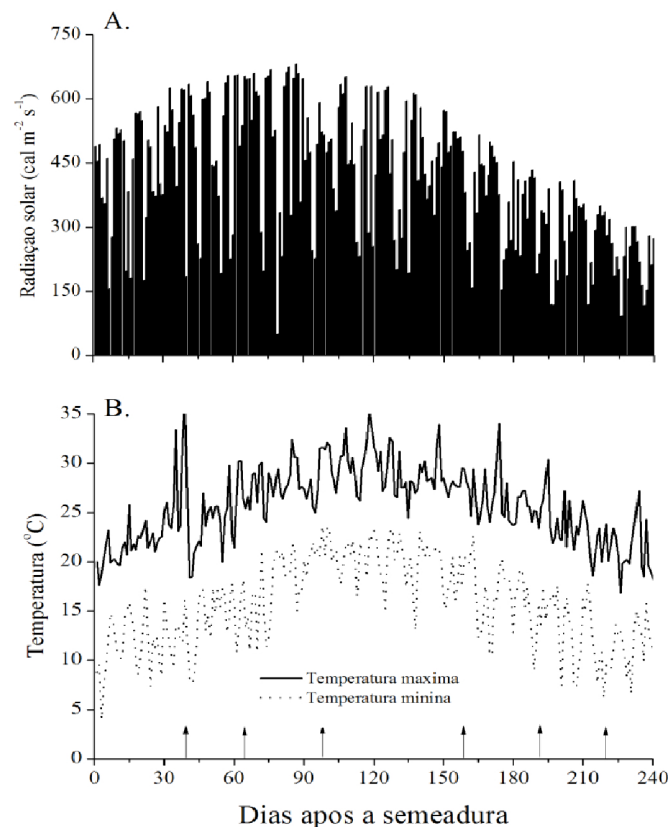 A.
750
600
450
300
150
0
Radiaçao solar (cal m⁻² s⁻¹)
B.
35
30
25
20
15
10
5
0
Temperatura (°C)
Temperatura maxima
Temperatura minina
0 30 60 90 120 150 180 210 240
Dias apos a semeadura